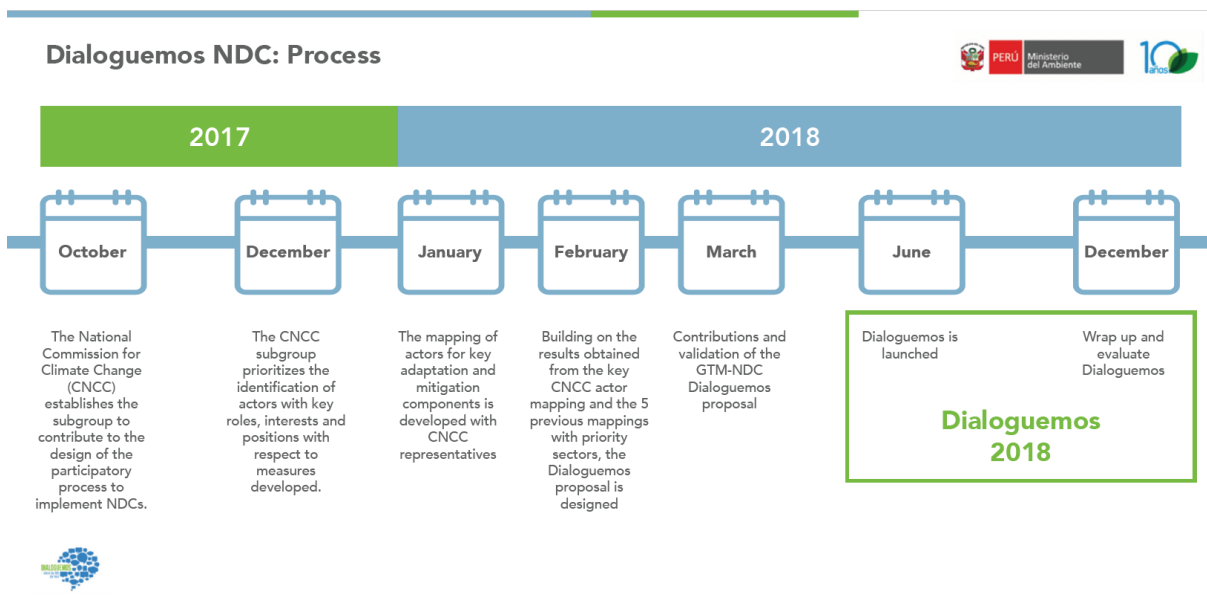 Dialoguemos NDC: Process
PERÚ
Ministerio
del Ambiente
10
años
2017
2018
October
December
January
February
March
June
December
The National
Commission for
Climate Change
(CNCC)
establishes the
subgroup to
contribute to the
design of the
participatory
process to
implement NDCs.
The CNCC
subgroup
prioritizes the
identification of
actors with key
roles, interests and
positions with
respect to
measures
developed.
The mapping of
actors for key
adaptation and
mitigation
components is
developed with
CNCC
representatives
Building on the
results obtained
from the key
CNCC actor
mapping and the 5
previous mappings
with priority
sectors, the
Dialoguemos
proposal is
designed
Contributions and
validation of the
GTM-NDC
Dialoguemos
proposal
Dialoguemos is
launched
Wrap up and
evaluate
Dialoguemos
Dialoguemos
2018
DIALOGUEMOS